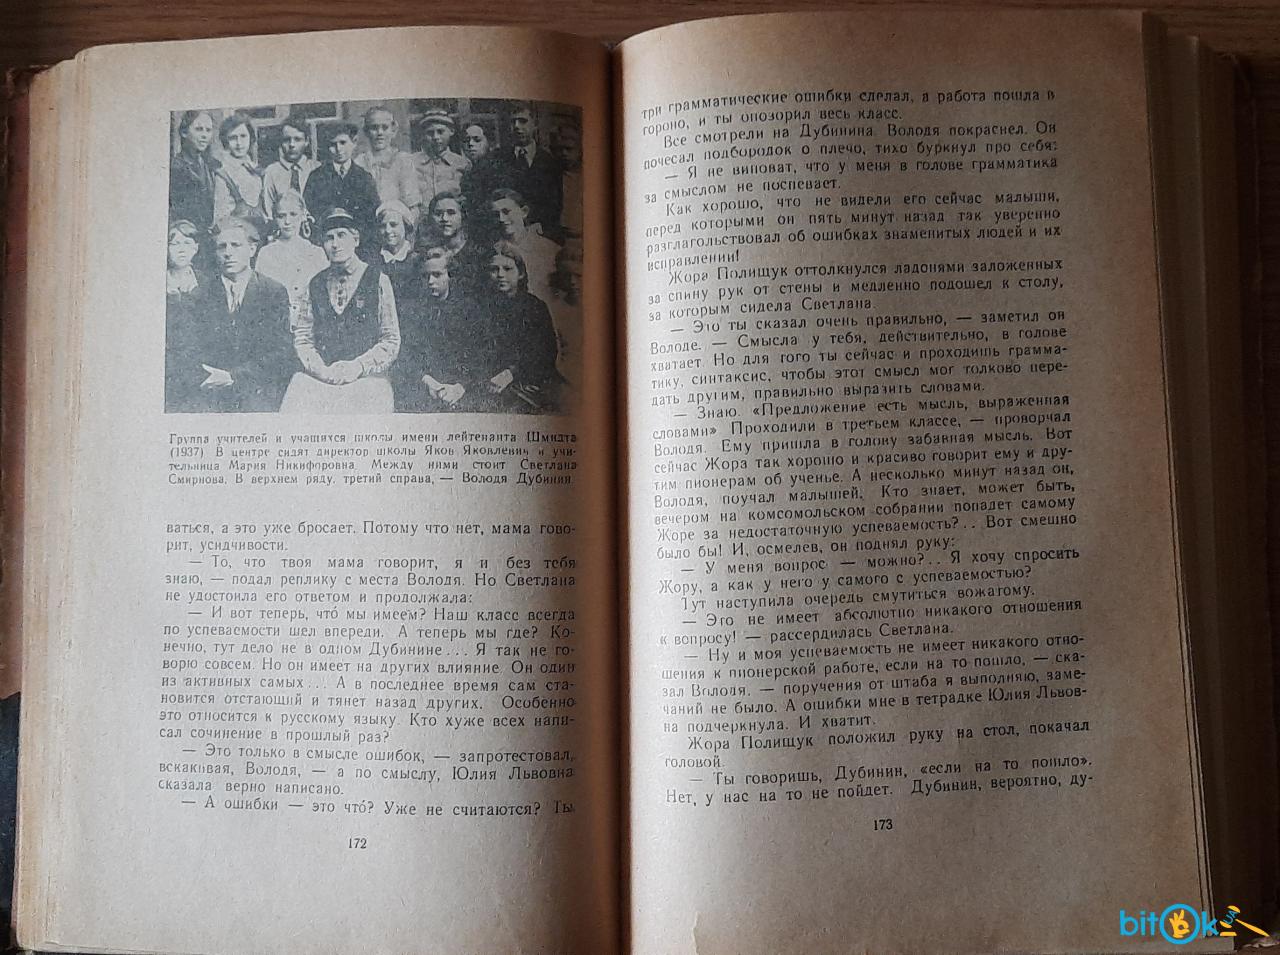 Группа учителей и учащихся школы имени лейтенанта Шмидта
(1937) В центре сидят директор школы Яков Яковлевич и учи-
тельница Мария Никифоровна. Между ними стоит Светлана
Смирнова. В верхнем ряду, третий справа, — Володя Дубинин.
ваться, а это уже бросает. Потому что нет, мама гово-
рит, усидчивости.
— То, что твоя мама говорит, я и без тебя
знаю, — подал реплику с места Володя. Но Светлана
не удостоила его ответом и продолжала:
— И вот теперь, что́ мы имеем? Наш класс всегда
по успеваемости шел впереди. А теперь мы где? Ко-
нечно, тут дело не в одном Дубинине... Я так не го-
ворю совсем. Но он имеет на других влияние. Он один
из активных самых... А в последнее время сам ста-
новится отстающий и тянет назад других. Особенно
это относится к русскому языку. Кто хуже всех напи-
сал сочинение в прошлый раз?
— Это только в смысле ошибок, — запротестовал,
вскакивая, Володя, — а по смыслу, Юлия Львовна
сказала верно написано.
— А ошибки — это что́? Уже не считаются? Ты
172
три грамматические ошибки сделал, а работа пошла в
гороно, и ты опозорил весь класс.
Все смотрели на Дубинина. Володя покраснел. Он
почесал подбородок о плечо, тихо буркнул про себя:
— Я не виноват, что у меня в голове грамматика
за смыслом не поспевает.
Как хорошо, что не видели его сейчас малыши,
перед которыми он пять минут назад так уверенно
разглагольствовал об ошибках знаменитых людей и их
исправлении!
Жора Полищук оттолкнулся ладонями заложенных
за спину рук от стены и медленно подошел к столу,
за которым сидела Светлана.
— Это ты сказал очень правильно, — заметил он
Володе. — Смысла у тебя, действительно, в голове
хватает. Но для того ты сейчас и проходишь грамма-
тику, синтаксис, чтобы этот смысл мог толково пере-
дать другим, правильно выразить словами.
— Знаю. «Предложение есть мысль, выраженная
словами» Проходили в третьем классе, — проворчал
Володя. Ему пришла в голову забавная мысль. Вот
сейчас Жора так хорошо и красиво говорит ему и дру-
гим пионерам об ученье. А несколько минут назад он,
Володя, поучал малышей. Кто знает, может быть,
вечером на комсомольском собрании попадет самому
Жоре за недостаточную успеваемость?.. Вот смешно
было бы! И, осмелев, он поднял руку:
— У меня вопрос — можно?.. Я хочу спросить
Жору, а как у него у самого с успеваемостью?
Тут наступила очередь смутиться вожатому.
— Это не имеет абсолютно никакого отношения
к вопросу! — рассердилась Светлана.
— Ну и моя успеваемость не имеет никакого отно-
шения к пионерской работе, если на то пошло, — ска-
зал Володя, — поручения от штаба я выполняю, заме-
чаний не было. А ошибки мне в тетрадке Юлия Львов-
на подчеркнула. И хватит.
Жора Полищук положил руку на стол, покачал
головой.
— Ты говоришь, Дубинин, «если на то пошло».
Нет, у нас на то не пойдет. Дубинин, вероятно, ду-
173
bitOk UA